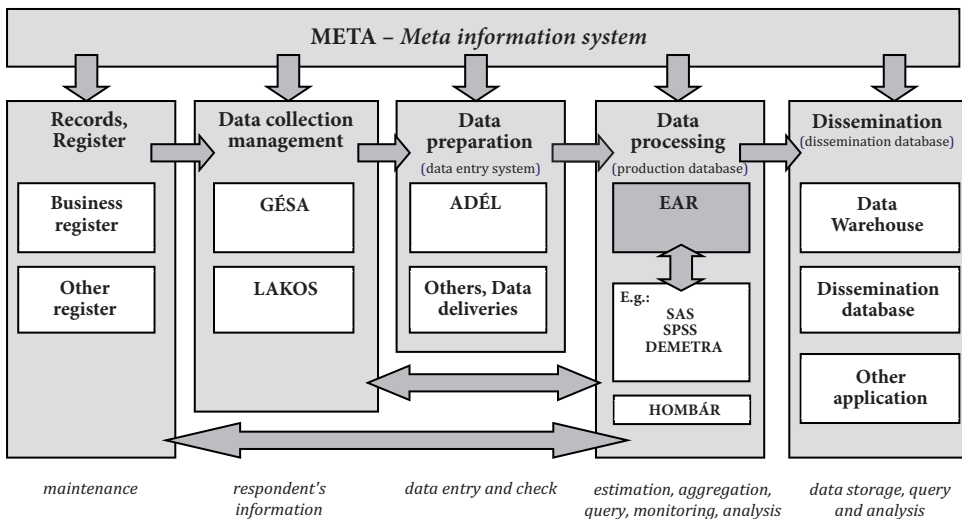 META – Meta information system
Records,
Register
Business
register
Other
register
maintenance
Data collection
management
GÉSA
LAKOS
respondent's
information
Data
preparation
(data entry system)
ADÉL
Others, Data
deliveries
data entry and check
Data
processing
(production database)
EAR
E.g.:
SAS
SPSS
DEMETRA
HOMBÁR
estimation, aggregation,
query, monitoring, analysis
Dissemination
(dissemination database)
Data
Warehouse
Dissemination
database
Other
application
data storage, query
and analysis